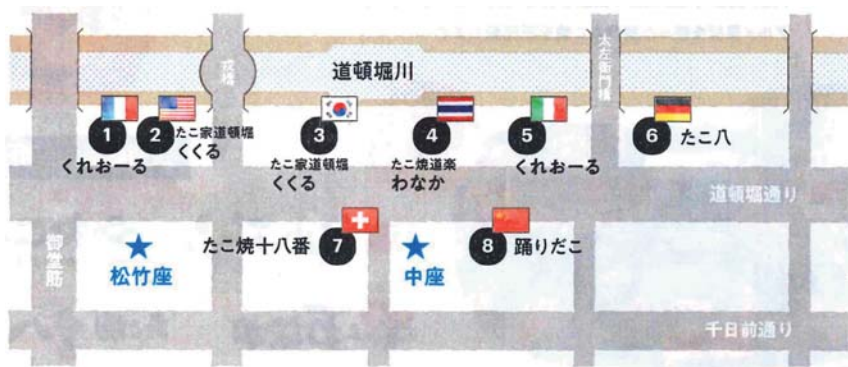 戎橋
道頓堀川
太左衛門橋
1
くれおーる
2
たこ家道頓堀
くくる
3
たこ家道頓堀
くくる
4
たこ焼道楽
わなか
5
くれおーる
6
たこ八
道頓堀通り
御堂筋
松竹座
たこ焼十八番
7
中座
8
踊りだこ
千日前通り